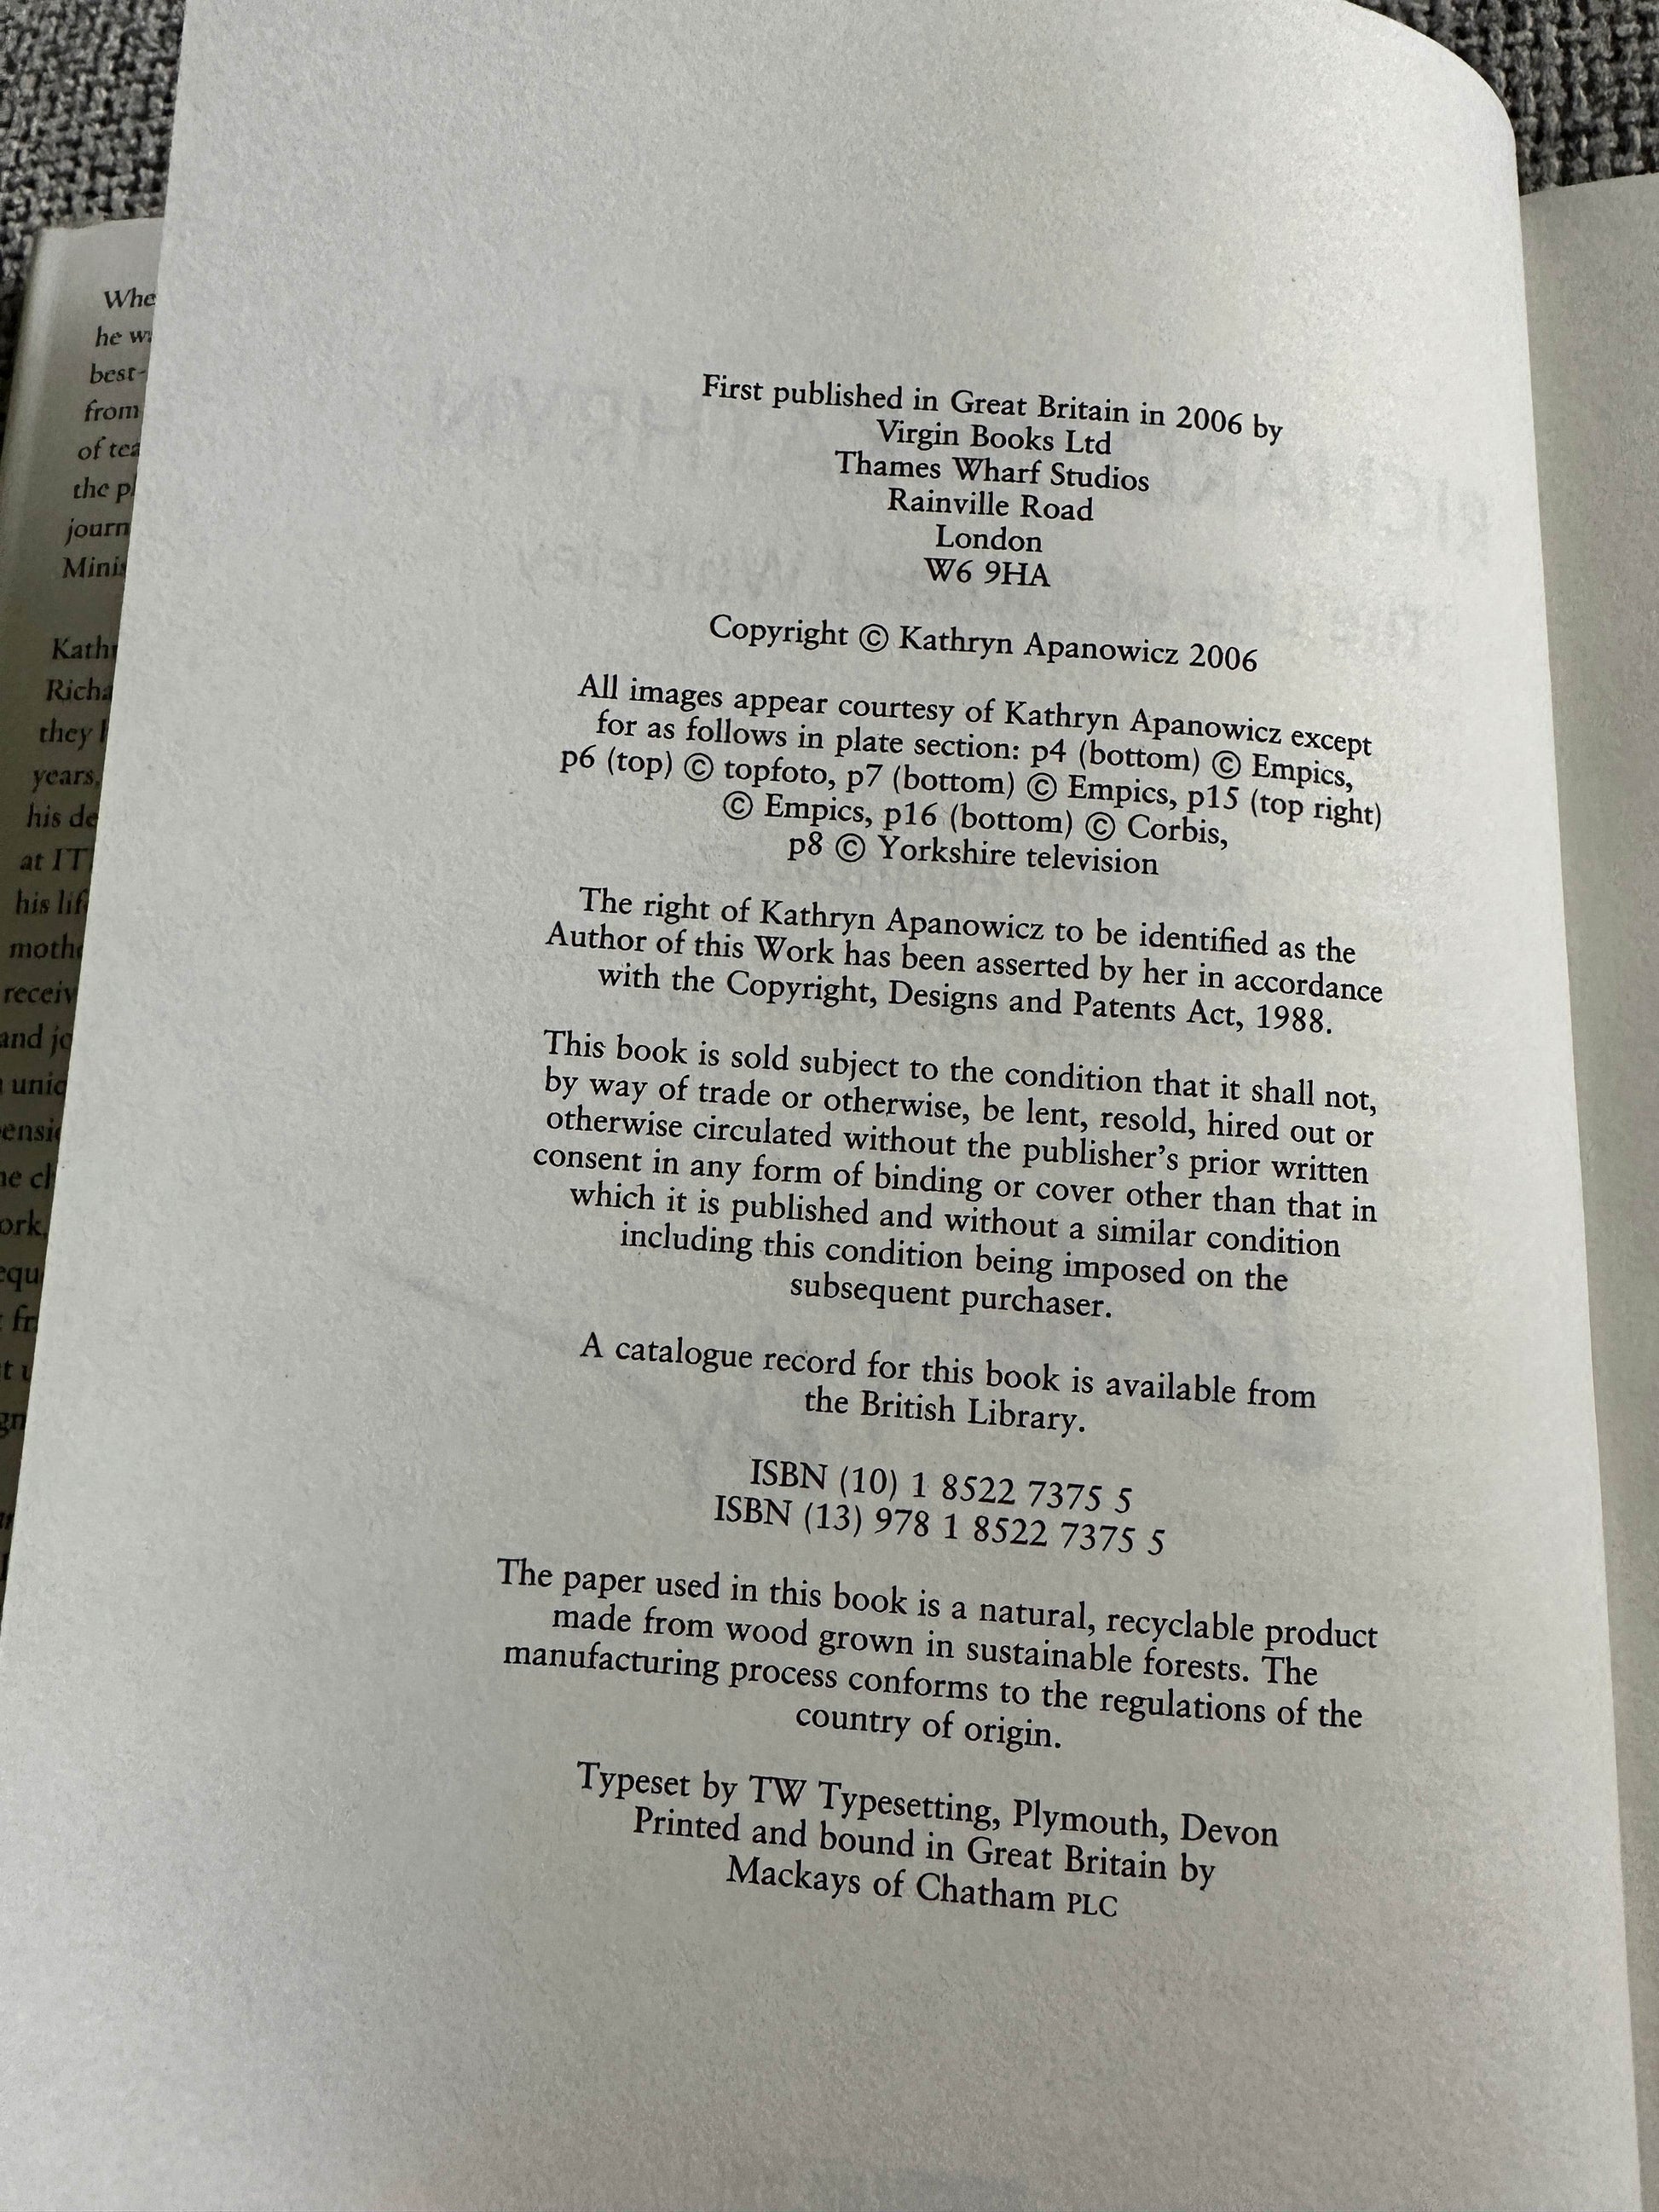 First published in Great Britain in 2006 by
Virgin Books Ltd
Thames Wharf Studios
Rainville Road
London
W6 9HA
Copyright © Kathryn Apanowicz 2006
All images appear courtesy of Kathryn Apanowicz except
for as follows in plate section: p4 (bottom) © Empics,
p6 (top) © topfoto, p7 (bottom) © Empics, p15 (top right)
© Empics, p16 (bottom) © Corbis,
p8 © Yorkshire television
The right of Kathryn Apanowicz to be identified as the
Author of this Work has been asserted by her in accordance
with the Copyright, Designs and Patents Act, 1988.
This book is sold subject to the condition that it shall not,
by way of trade or otherwise, be lent, resold, hired out or
otherwise circulated without the publisher's prior written
consent in any form of binding or cover other than that in
which it is published and without a similar condition
including this condition being imposed on the
subsequent purchaser.
A catalogue record for this book is available from
the British Library.
ISBN (10) 1 8522 7375 5
ISBN (13) 978 1 8522 7375 5
The paper used in this book is a natural, recyclable product
made from wood grown in sustainable forests. The
manufacturing process conforms to the regulations of the
country of origin.
Typeset by TW Typesetting, Plymouth, Devon
Printed and bound in Great Britain by
Mackays of Chatham PLC
he
best-
from
of
the
years,
his
at
his
and